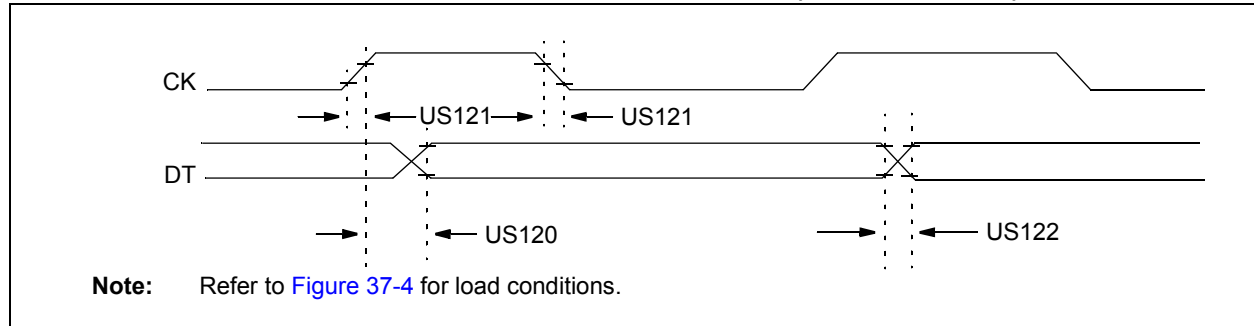 CK
US121
US121
DT
US120
US122
Note: Refer to Figure 37-4 for load conditions.